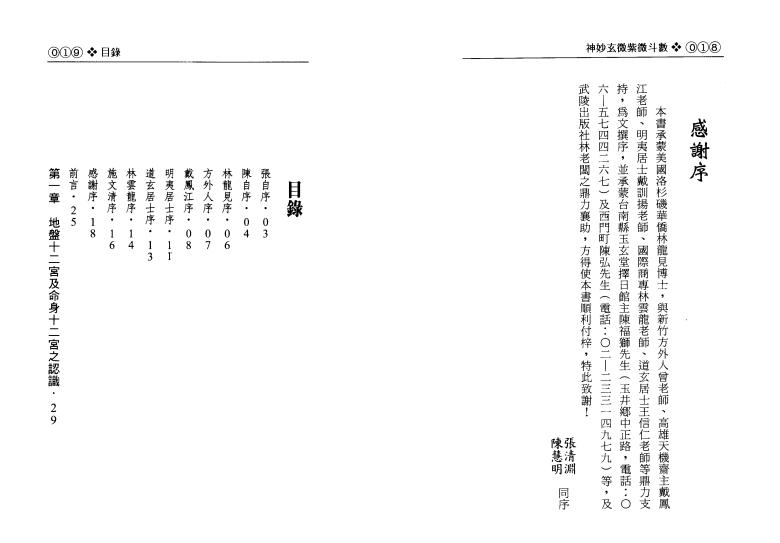 神妙玄微紫微斗數 ❖ ⓪①⑧
感謝序
本書承蒙美國洛杉磯華僑林龍見博士，與新竹方外人曾老師、高雄天機齋主戴鳳
江老師、明夷居士戴訓揚老師、國際商專林雲龍老師、道玄居士王信仁老師等鼎力支
持，為文撰序，並承蒙台南縣玉玄堂擇日館主陳福獅先生（玉井鄉中正路，電話：○
六—五七四四二六七）及西門町陳弘先生（電話：○二—二三三一四九七九）等，及
武陵出版社林老闆之鼎力襄助，方得使本書順利付梓，特此致謝！
張清淵
陳慧明
同序
⓪①⑨ ❖ 目錄
目錄
張自序·03
陳自序·04
林龍見序·06
方外人序·07
戴鳳江序·08
明夷居士序·11
道玄居士序·13
林雲龍序·14
施文清序·16
感謝序·18
前言·25
第一章　地盤十二宮及命身十二宮之認識·29